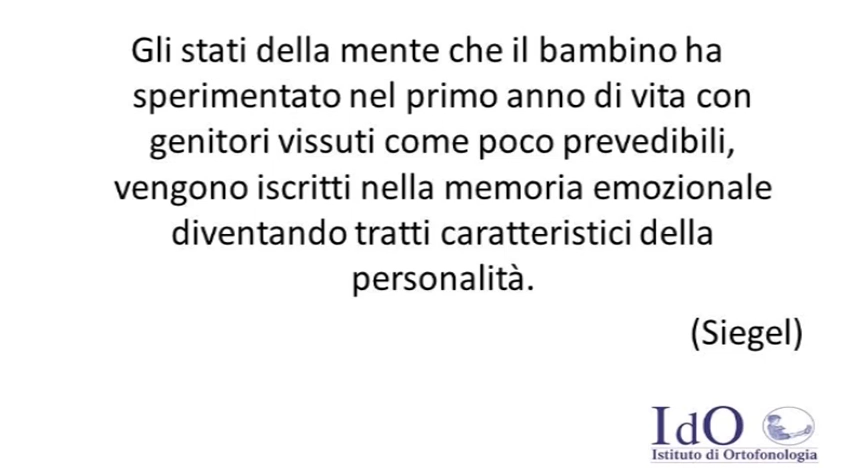 Gli stati della mente che il bambino ha
sperimentato nel primo anno di vita con
genitori vissuti come poco prevedibili,
vengono iscritti nella memoria emozionale
diventando tratti caratteristici della
personalità.
(Siegel)
IdO
Istituto di Ortofonologia